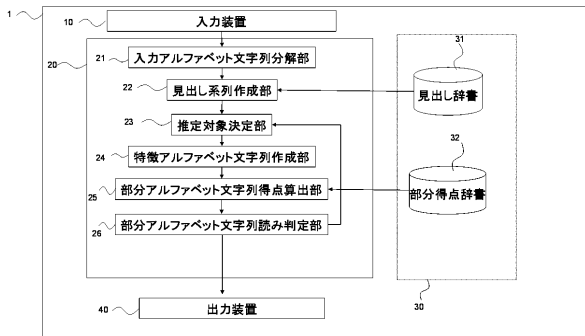 1
10
入力装置
20
21
入力アルファベット文字列分解部
22
見出し系列作成部
23
推定対象決定部
24
特徴アルファベット文字列作成部
25
部分アルファベット文字列得点算出部
26
部分アルファベット文字列読み判定部
31
見出し辞書
32
部分得点辞書
30
40
出力装置